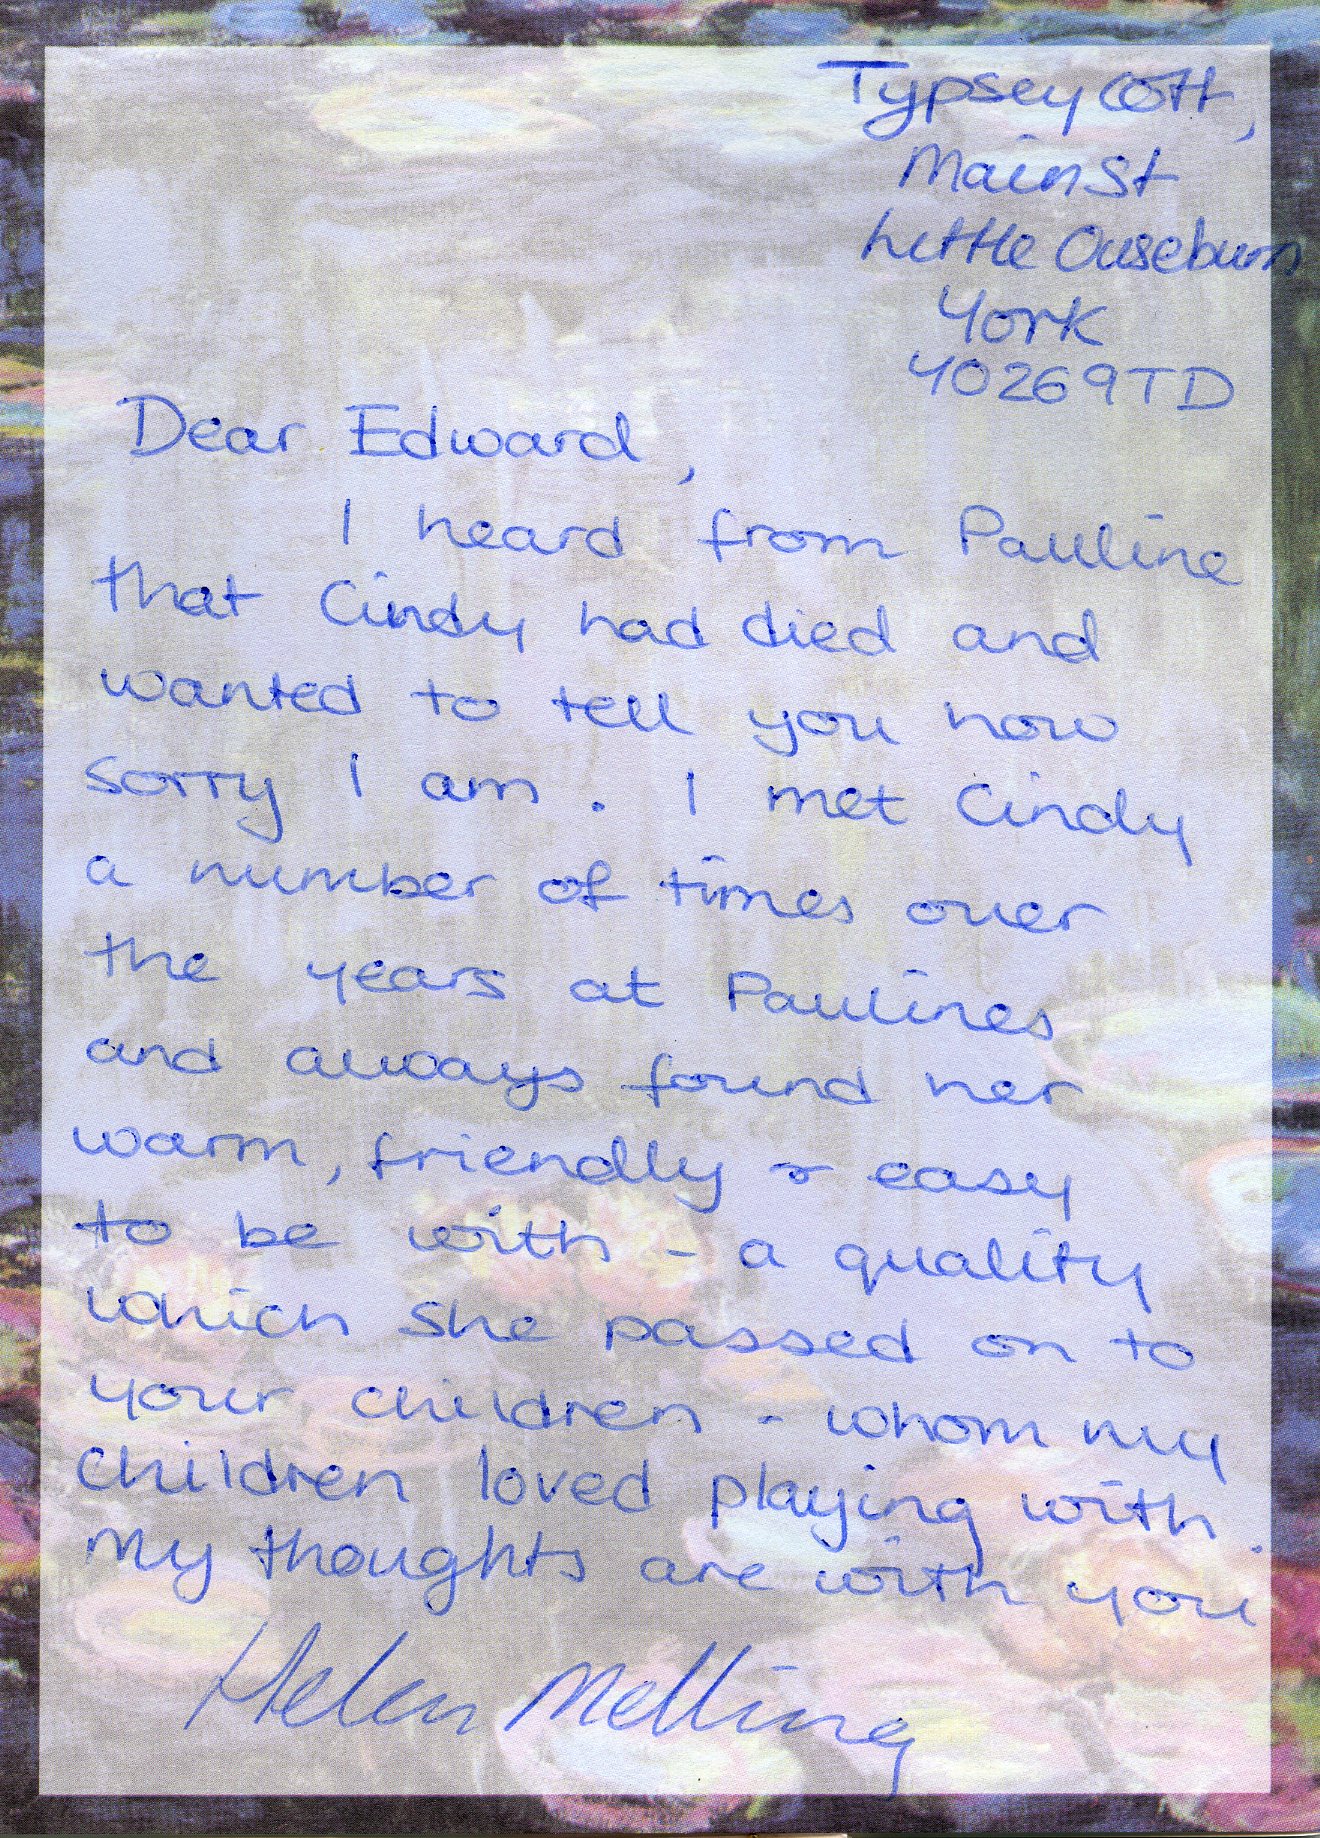 Typsey Cott,
Main St
Little Ouseburn
York
YO26 9TD
Dear Edward,
I heard from Pauline
that Cindy had died and
wanted to tell you how
sorry I am. I met Cindy
a number of times over
the years at Paulines
and always found her
warm, friendly & easy
to be with - a quality
which she passed on to
your children - whom my
children loved playing with.
My thoughts are with you
Helen Melling